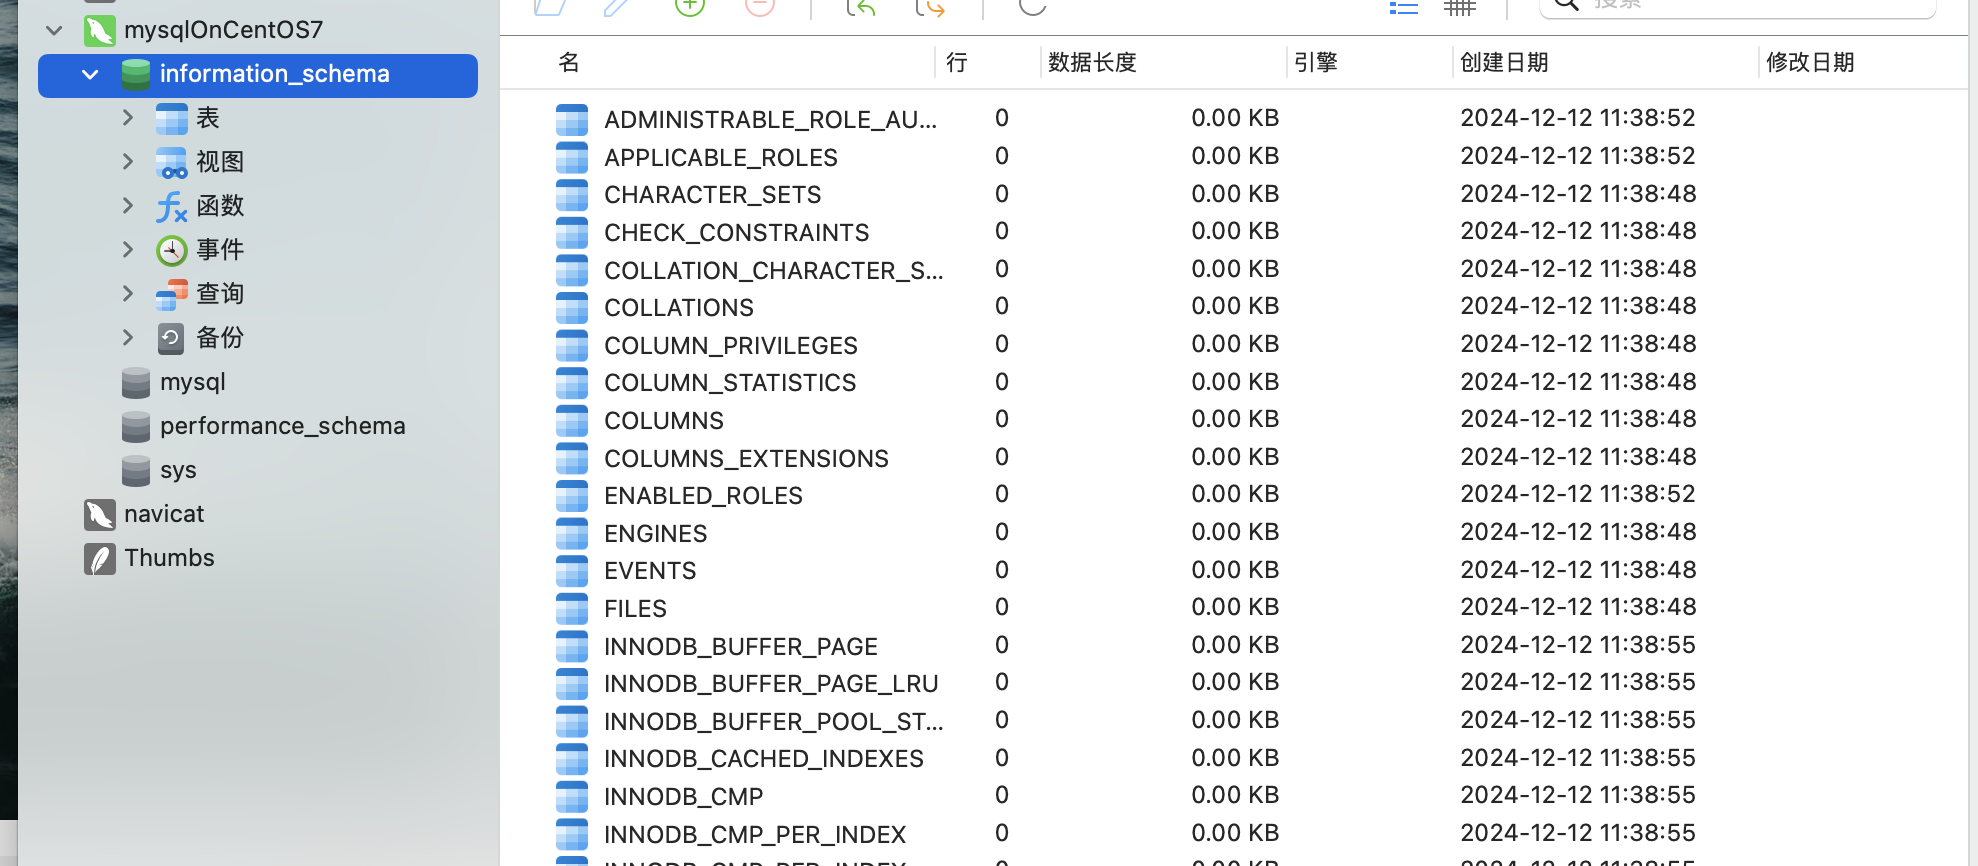 mysqlOnCentOS7
information_schema
表
视图
函数
事件
查询
备份
mysql
performance_schema
sys
navicat
Thumbs
搜索
名 行 数据长度 引擎 创建日期 修改日期
ADMINISTRABLE_ROLE_AU... 0 0.00 KB 2024-12-12 11:38:52
APPLICABLE_ROLES 0 0.00 KB 2024-12-12 11:38:52
CHARACTER_SETS 0 0.00 KB 2024-12-12 11:38:48
CHECK_CONSTRAINTS 0 0.00 KB 2024-12-12 11:38:48
COLLATION_CHARACTER_S... 0 0.00 KB 2024-12-12 11:38:48
COLLATIONS 0 0.00 KB 2024-12-12 11:38:48
COLUMN_PRIVILEGES 0 0.00 KB 2024-12-12 11:38:48
COLUMN_STATISTICS 0 0.00 KB 2024-12-12 11:38:48
COLUMNS 0 0.00 KB 2024-12-12 11:38:48
COLUMNS_EXTENSIONS 0 0.00 KB 2024-12-12 11:38:48
ENABLED_ROLES 0 0.00 KB 2024-12-12 11:38:52
ENGINES 0 0.00 KB 2024-12-12 11:38:48
EVENTS 0 0.00 KB 2024-12-12 11:38:48
FILES 0 0.00 KB 2024-12-12 11:38:48
INNODB_BUFFER_PAGE 0 0.00 KB 2024-12-12 11:38:55
INNODB_BUFFER_PAGE_LRU 0 0.00 KB 2024-12-12 11:38:55
INNODB_BUFFER_POOL_ST... 0 0.00 KB 2024-12-12 11:38:55
INNODB_CACHED_INDEXES 0 0.00 KB 2024-12-12 11:38:55
INNODB_CMP 0 0.00 KB 2024-12-12 11:38:55
INNODB_CMP_PER_INDEX 0 0.00 KB 2024-12-12 11:38:55